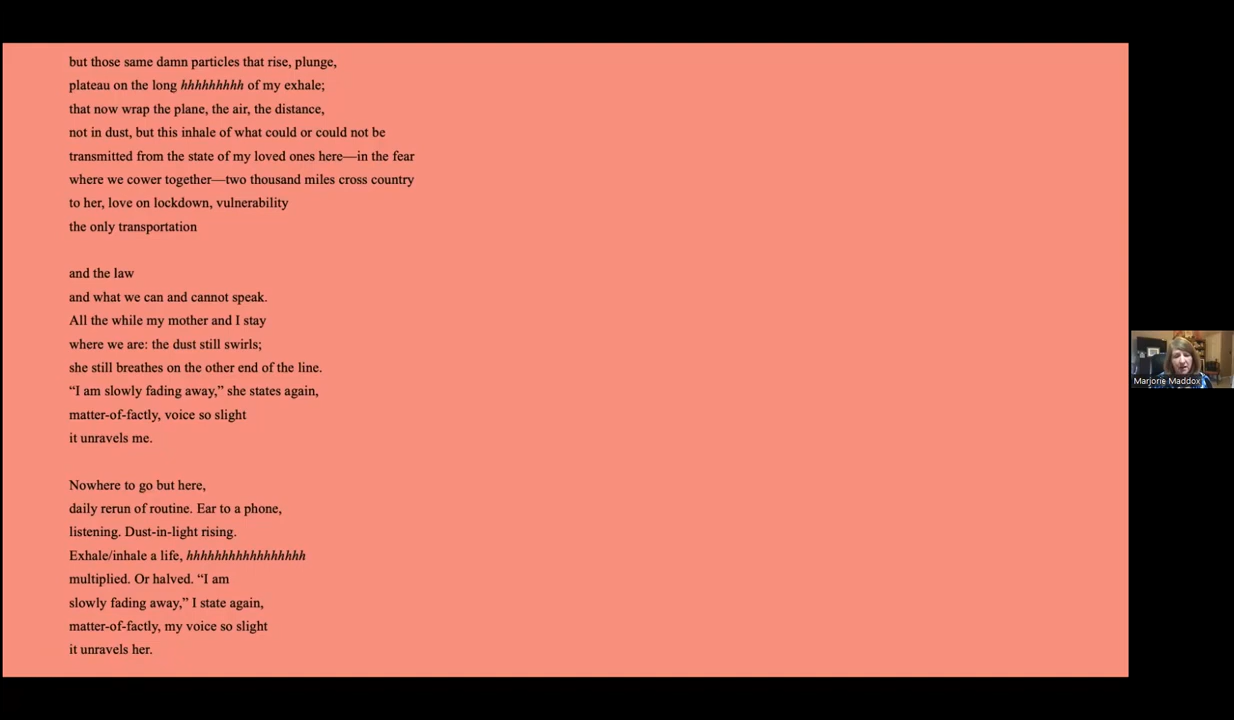 but those same damn particles that rise, plunge,
plateau on the long hhhhhhhhh of my exhale;
that now wrap the plane, the air, the distance,
not in dust, but this inhale of what could or could not be
transmitted from the state of my loved ones here—in the fear
where we cower together—two thousand miles cross country
to her, love on lockdown, vulnerability
the only transportation
and the law
and what we can and cannot speak.
All the while my mother and I stay
where we are: the dust still swirls;
she still breathes on the other end of the line.
“I am slowly fading away,” she states again,
matter-of-factly, voice so slight
it unravels me.
Nowhere to go but here,
daily rerun of routine. Ear to a phone,
listening. Dust-in-light rising.
Exhale/inhale a life, hhhhhhhhhhhhhhhhh
multiplied. Or halved. “I am
slowly fading away,” I state again,
matter-of-factly, my voice so slight
it unravels her.
Marjorie Maddox